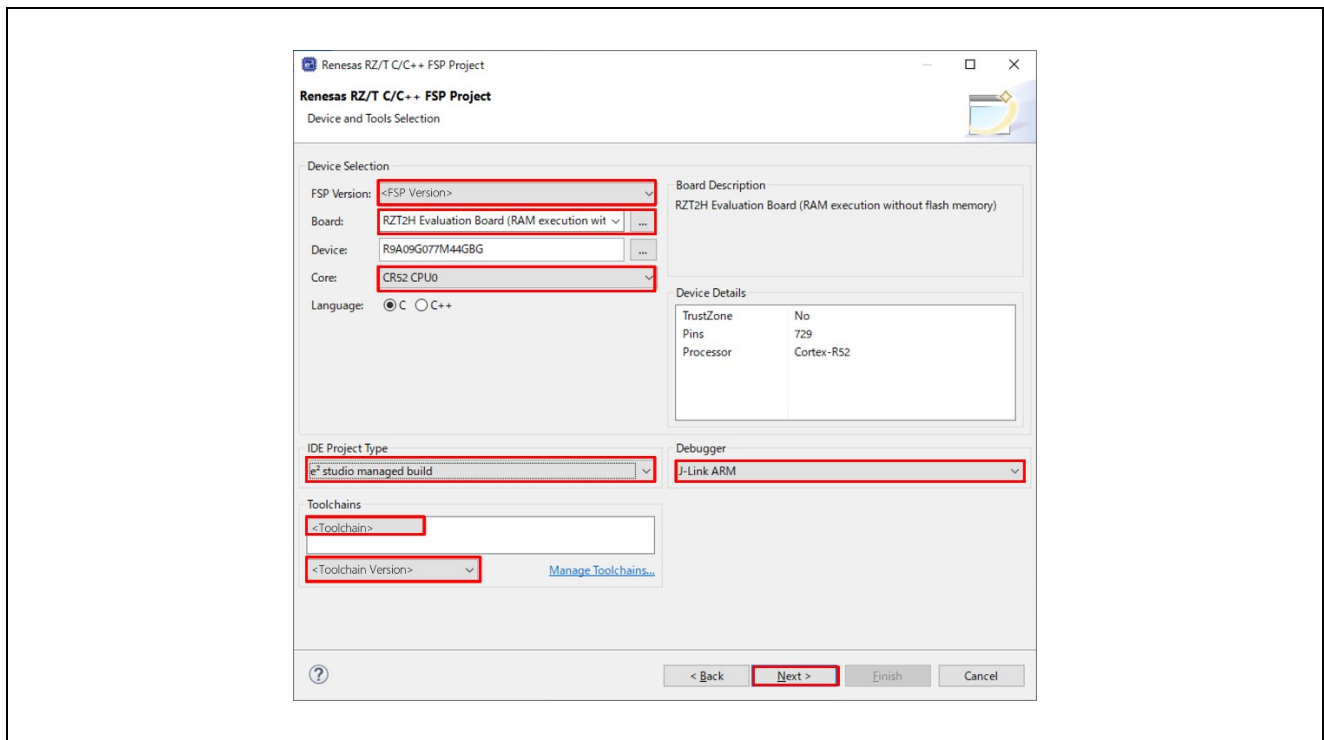 Renesas RZ/T C/C++ FSP Project
Renesas RZ/T C/C++ FSP Project
Device and Tools Selection
Device Selection
FSP Version: <FSP Version>
Board: RZT2H Evaluation Board (RAM execution wit ...
Device: R9A09G077M44GBG ...
Core: CR52 CPU0
Language: C C++
Board Description
RZT2H Evaluation Board (RAM execution without flash memory)
Device Details
TrustZone No
Pins 729
Processor Cortex-R52
IDE Project Type
e² studio managed build
Debugger
J-Link ARM
Toolchains
<Toolchain>
<Toolchain Version> Manage Toolchains...
? < Back Next > Finish Cancel